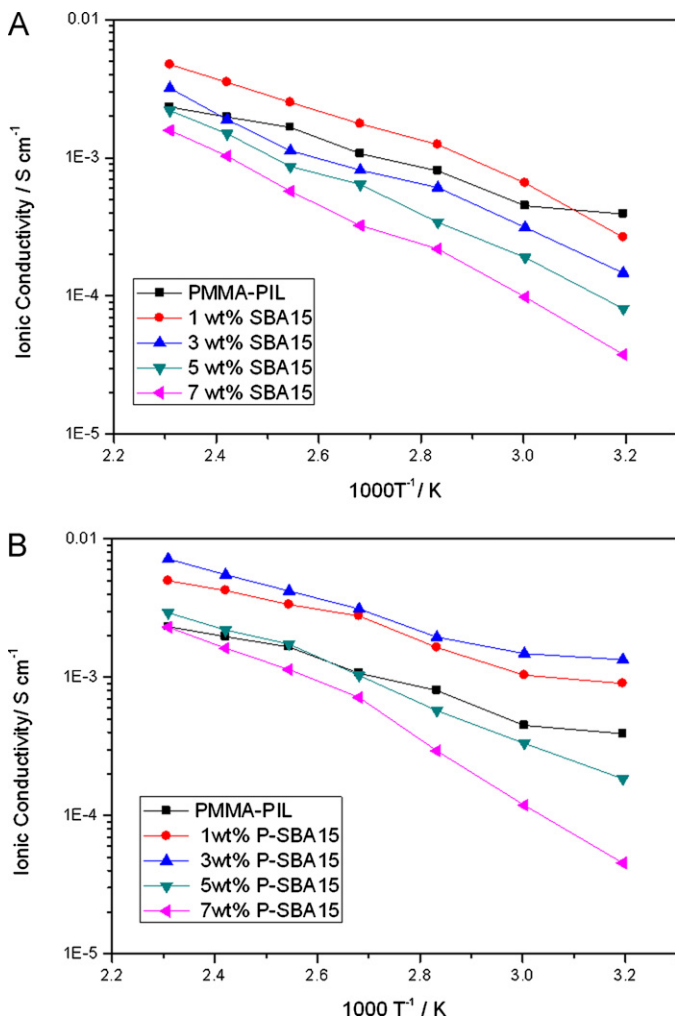 A
0.01
1E-3
1E-4
1E-5
Ionic Conductivity / S cm⁻¹
PMMA-PIL
1 wt% SBA15
3 wt% SBA15
5 wt% SBA15
7 wt% SBA15
2.2 2.4 2.6 2.8 3.0 3.2
1000T⁻¹ / K
B
0.01
1E-3
1E-4
1E-5
Ionic Conductivity/ S cm⁻¹
PMMA-PIL
1wt% P-SBA15
3wt% P-SBA15
5wt% P-SBA15
7wt% P-SBA15
2.2 2.4 2.6 2.8 3.0 3.2
1000 T⁻¹ / K